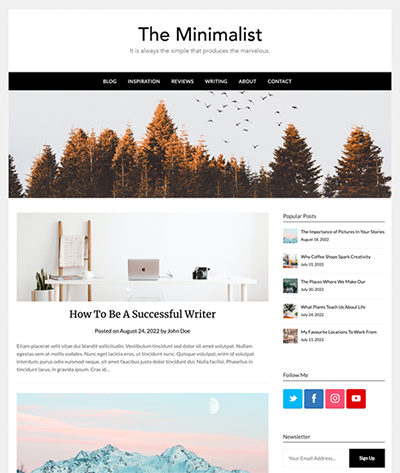 The Minimalist
It is always the simple that produces the marvelous.
BLOG INSPIRATION REVIEWS WRITING ABOUT CONTACT
How To Be A Successful Writer
Posted on August 24, 2022 by John Doe
Etiam placerat velit vitae dui blandit sollicitudin. Vestibulum tincidunt sed dolor sit amet volutpat. Nullam
egestas sem at mollis sodales. Nunc eget lacinia eros, ut tincidunt nunc. Quisque volutpat, enim id volutpat
interdum, purus odio euismod neque, sit amet faucibus justo dolor tincidunt dui. Nulla facilisi. Phasellus in
tincidunt lacus, in gravida ipsum. Cras id…
Popular Posts
The Importance of Pictures In Your Stories
August 18, 2022
Why Coffee Shops Spark Creativity
July 31, 2022
The Places Where We Make Our
July 30, 2022
What Plants Teach Us About Life
July 24, 2022
My Favourite Locations To Work From
July 13, 2022
Follow Me
Newsletter
Your Email Address...
Sign Up